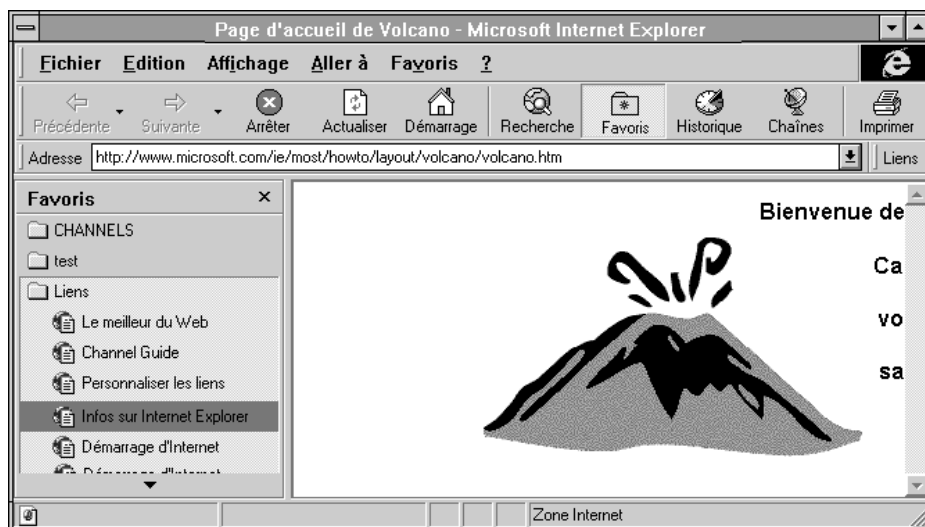 Page d'accueil de Volcano - Microsoft Internet Explorer
Fichier Edition Affichage Aller à Favoris ?
Précédente Suivante Arrêter Actualiser Démarrage Recherche Favoris Historique Chaînes Imprimer
Adresse http://www.microsoft.com/ie/most/howto/layout/volcano/volcano.htm Liens
Favoris
CHANNELS
test
Liens
Le meilleur du Web
Channel Guide
Personnaliser les liens
Infos sur Internet Explorer
Démarrage d'Internet
Démarrage d'Internet
Bienvenue de
Ca
vo
sa
Zone Internet